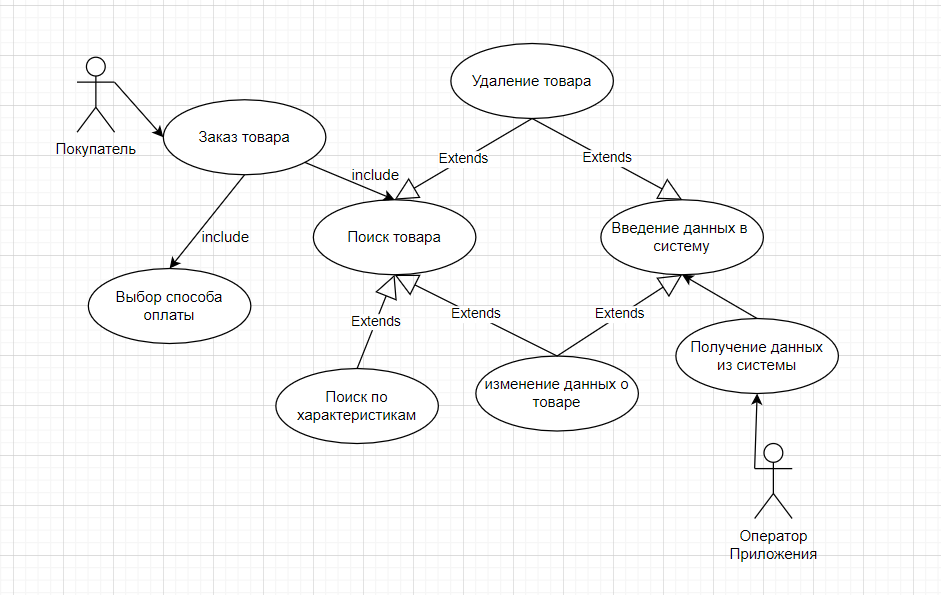 Удаление товара
Покупатель
Заказ товара
Extends
Extends
include
include
Поиск товара
Введение данных в
систему
Выбор способа
оплаты
Extends
Extends
Extends
Получение данных
из системы
Поиск по
характеристикам
изменение данных о
товаре
Оператор
Приложения